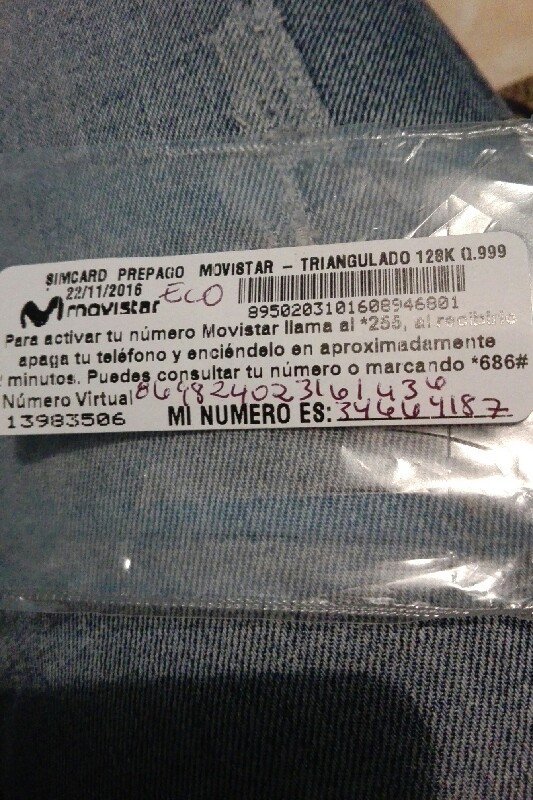 SIMCARD PREPAGO MOVISTAR - TRIANGULADO 128K Q.999
22/11/2016 ECO
movistar 8950203101608946801
Para activar tu número Movistar llama al *255, al recibirlo
apaga tu teléfono y enciéndelo en aproximadamente
minutos. Puedes consultar tu número o marcando *686#
Número Virtual 864824023161436
13983506 MI NUMERO ES: 34664187